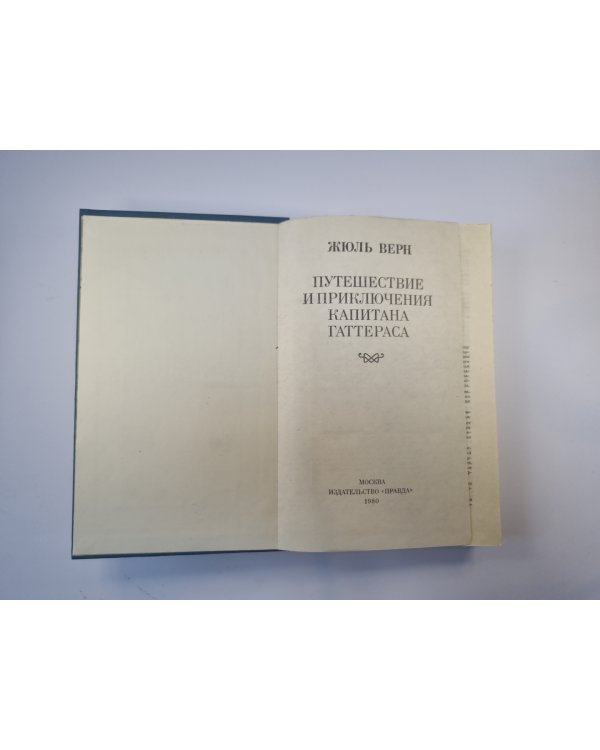 ЖЮЛЬ ВЕРН
ПУТЕШЕСТВИЕ
И ПРИКЛЮЧЕНИЯ
КАПИТАНА
ГАТТЕРАСА
МОСКВА
ИЗДАТЕЛЬСТВО «ПРАВДА»
1980